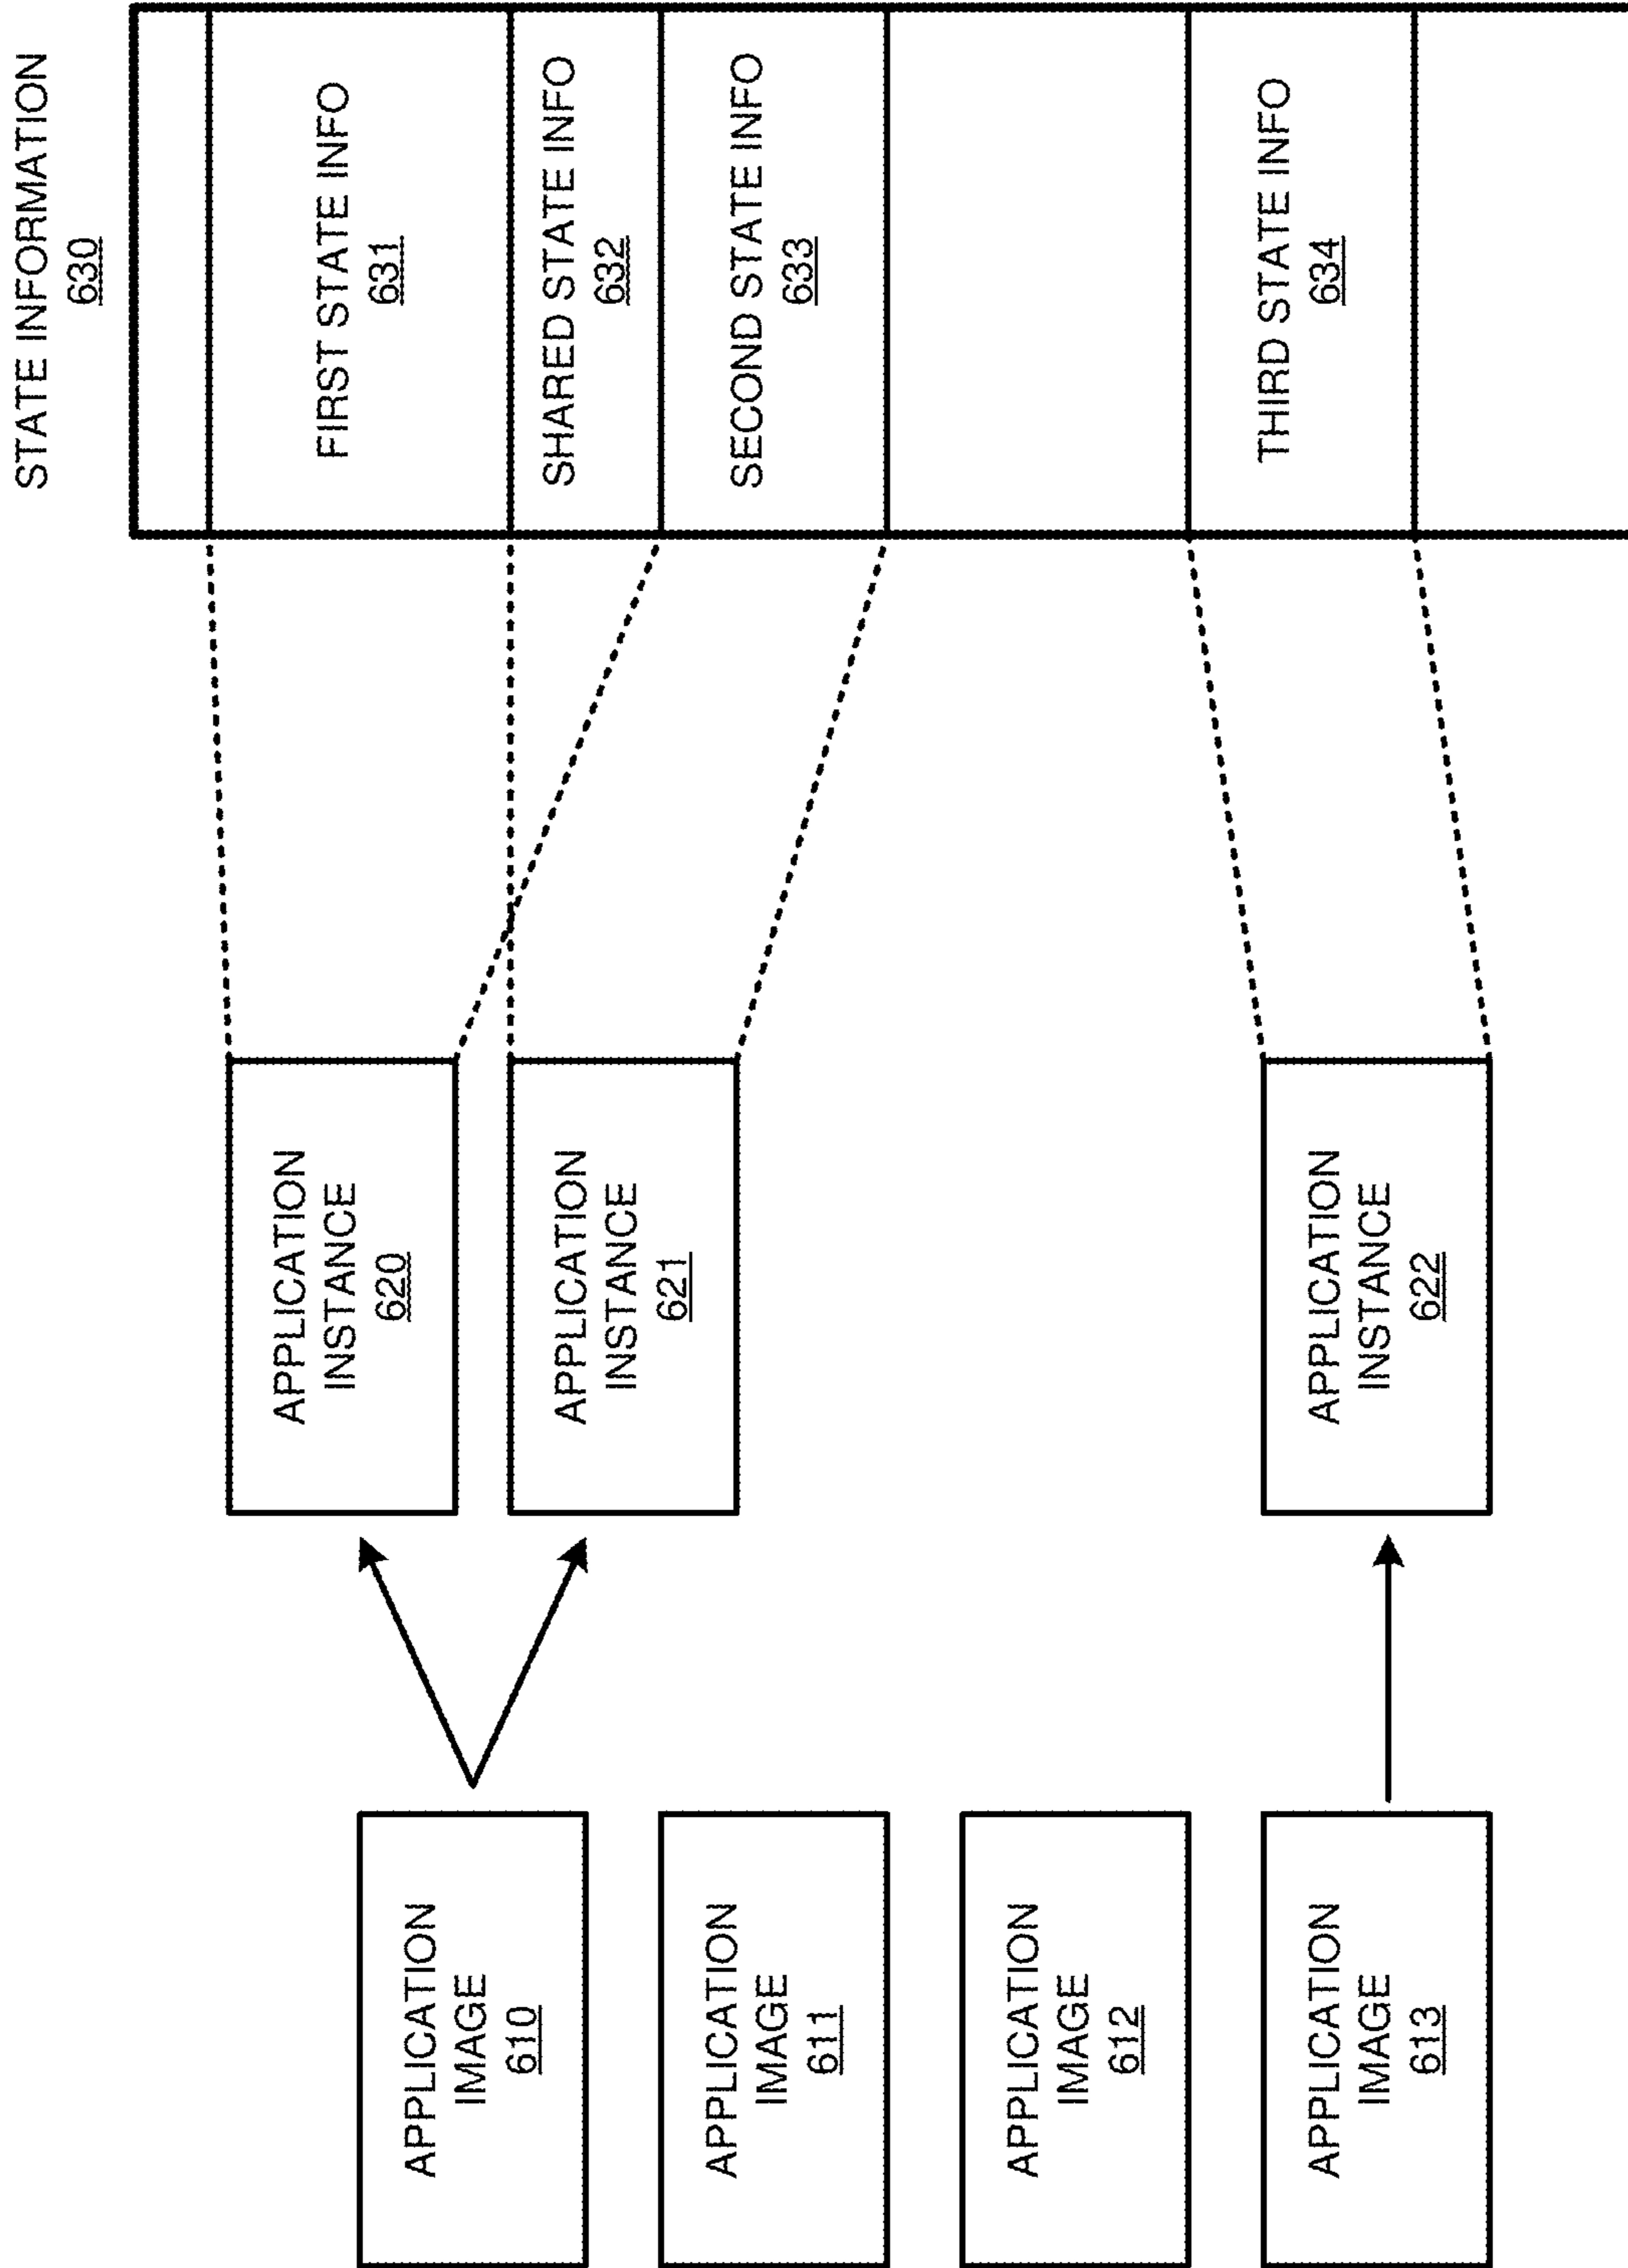 APPLICATION
IMAGE
610
APPLICATION
IMAGE
611
APPLICATION
IMAGE
612
APPLICATION
IMAGE
613
APPLICATION
INSTANCE
620
APPLICATION
INSTANCE
621
APPLICATION
INSTANCE
622
STATE INFORMATION
630
FIRST STATE INFO
631
SHARED STATE INFO
632
SECOND STATE INFO
633
THIRD STATE INFO
634